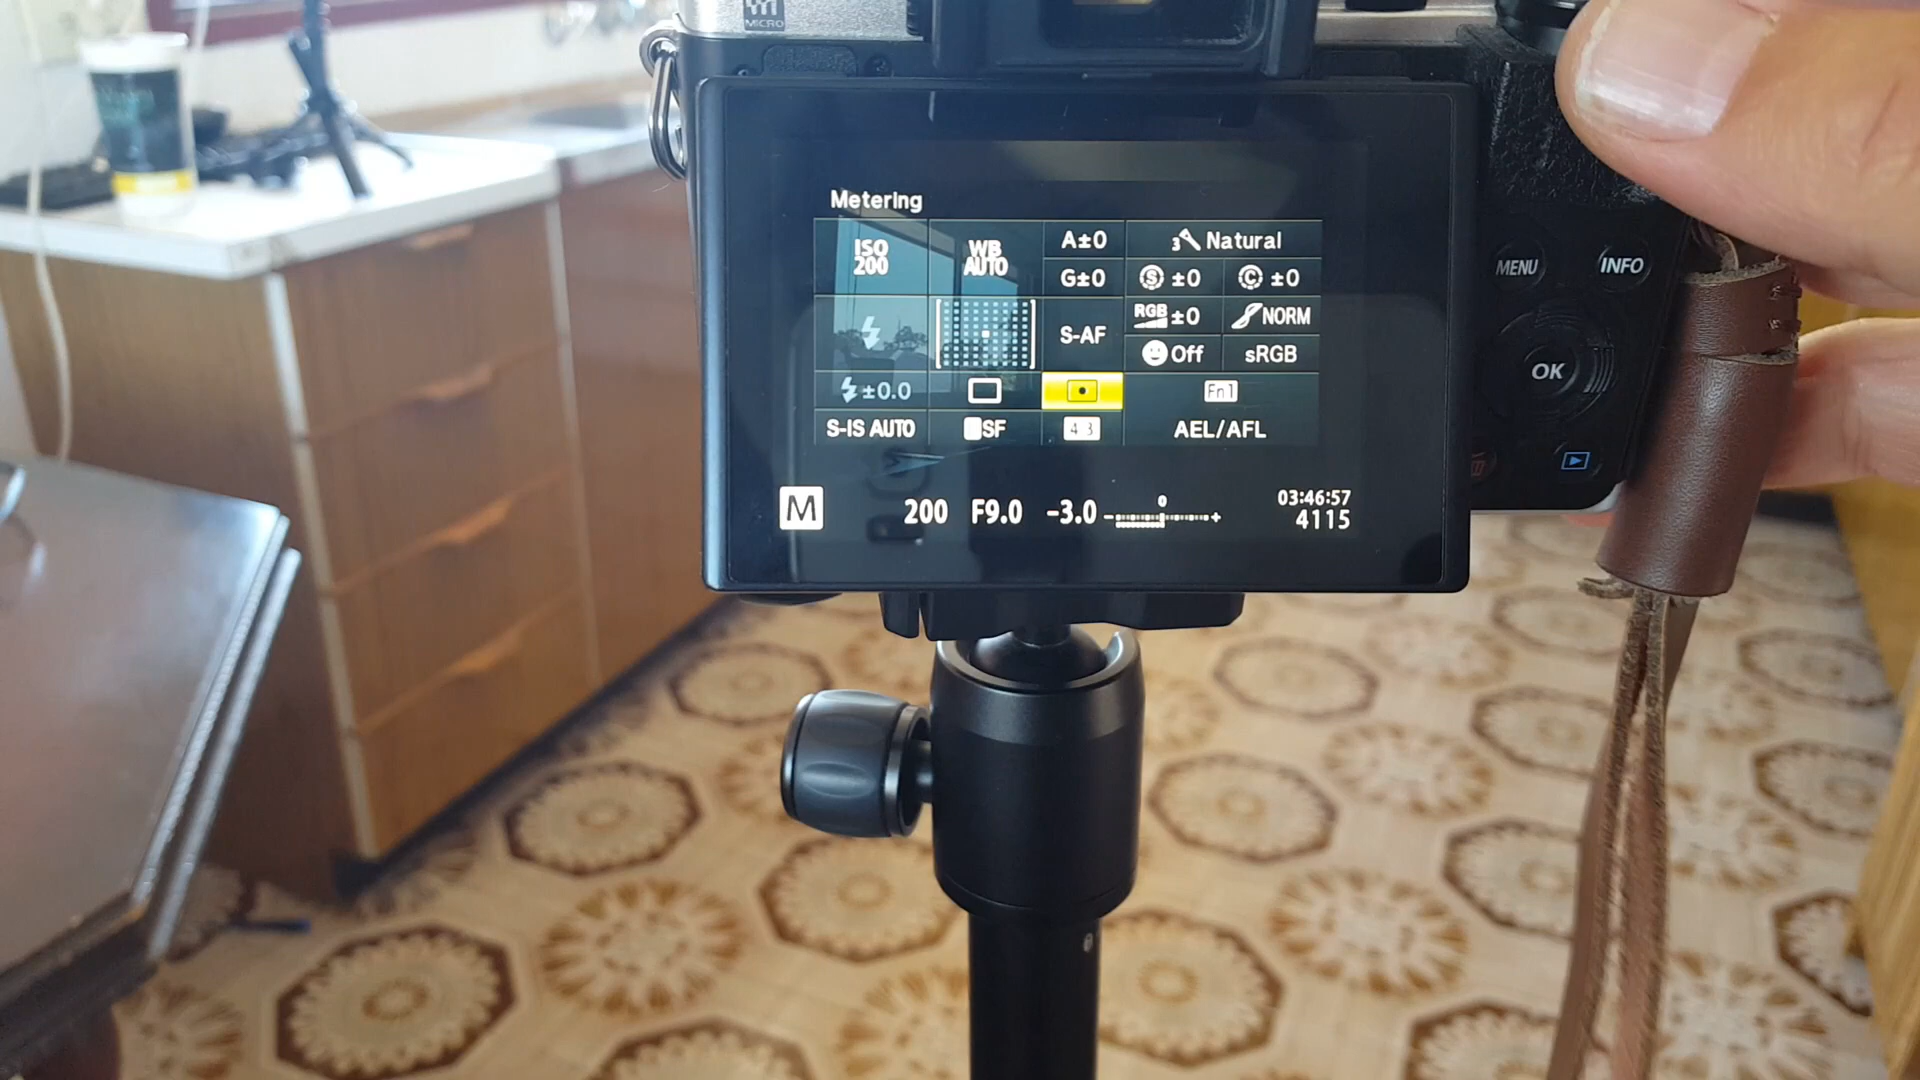 MICRO
Metering
ISO 200
WB AUTO
A±0
3 Natural
G±0
S ±0
C ±0
RGB ±0
NORM
S-AF
Off
sRGB
±0.0
Fn1
S-IS AUTO
SF
4:3
AEL/AFL
M
200 F9.0 -3.0
- 0 +
03:46:57
4115
MENU
INFO
OK